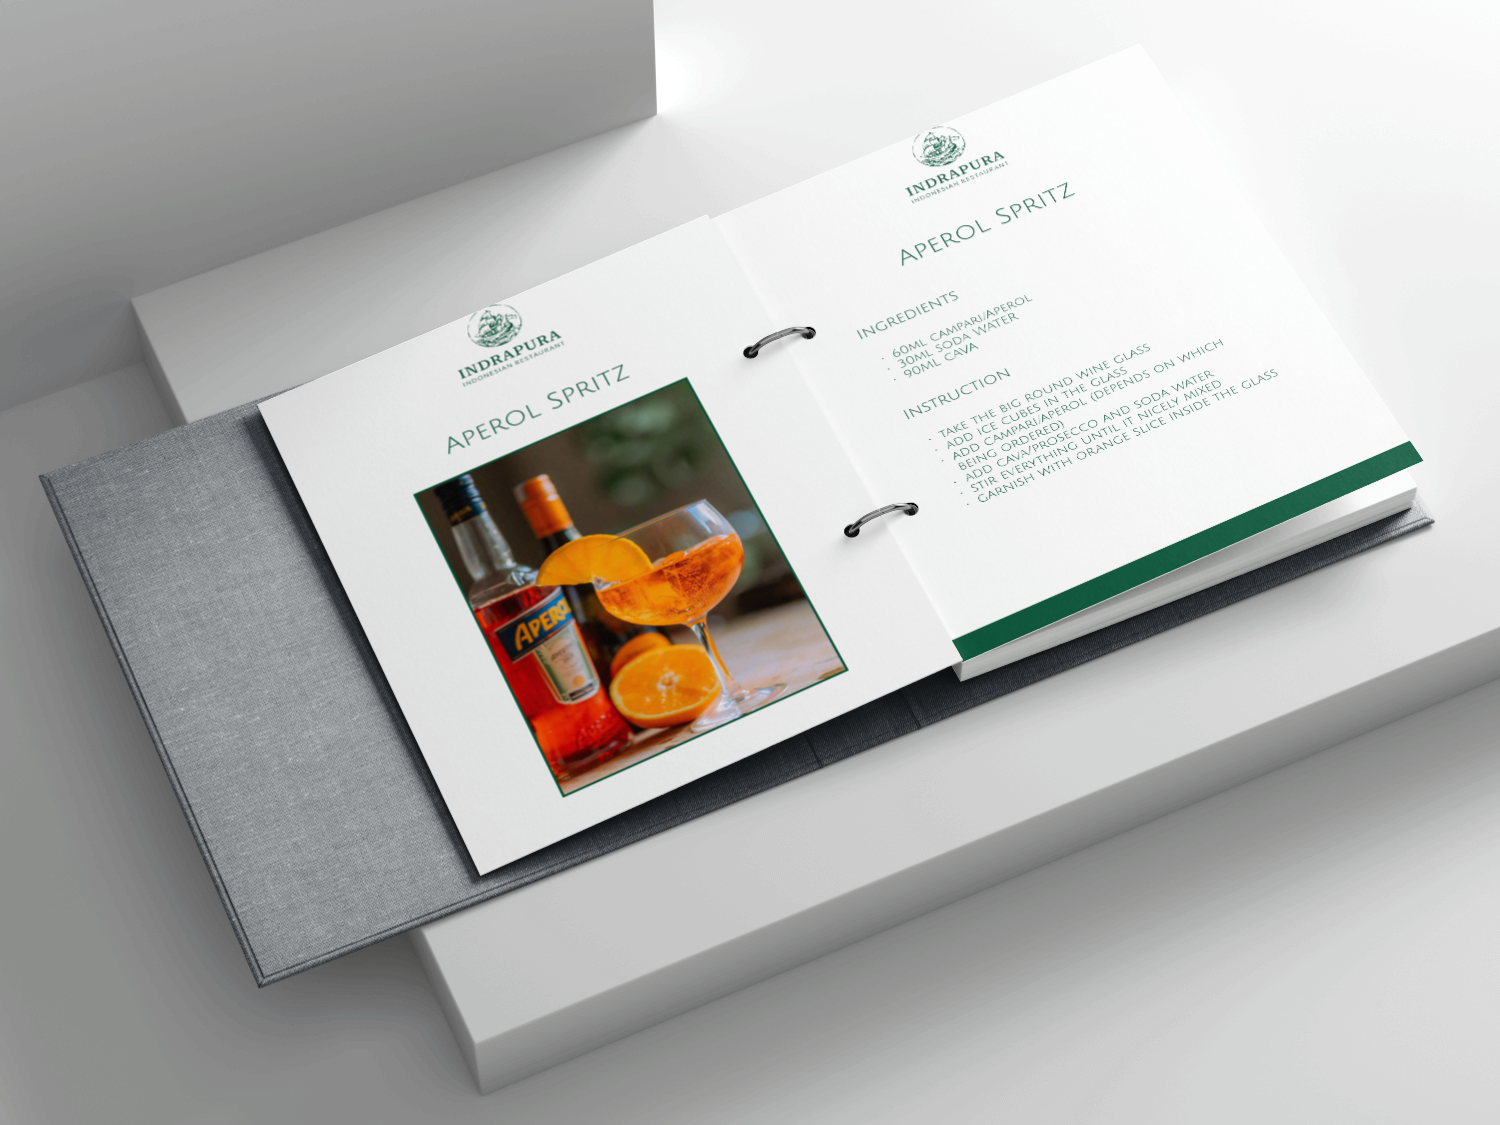 INDRAPURA
INDONESIAN RESTAURANT
APEROL SPRITZ
APEROL
INDRAPURA
INDONESIAN RESTAURANT
APEROL SPRITZ
INGREDIENTS
· 60ML CAMPARI/APEROL
· 30ML SODA WATER
· 90ML CAVA
INSTRUCTION
· TAKE THE BIG ROUND WINE GLASS
· ADD ICE CUBES IN THE GLASS
· ADD CAMPARI/APEROL (DEPENDS ON WHICH
BEING ORDERED)
· ADD CAVA/PROSECCO AND SODA WATER
· STIR EVERYTHING UNTIL IT NICELY MIXED
· GARNISH WITH ORANGE SLICE INSIDE THE GLASS